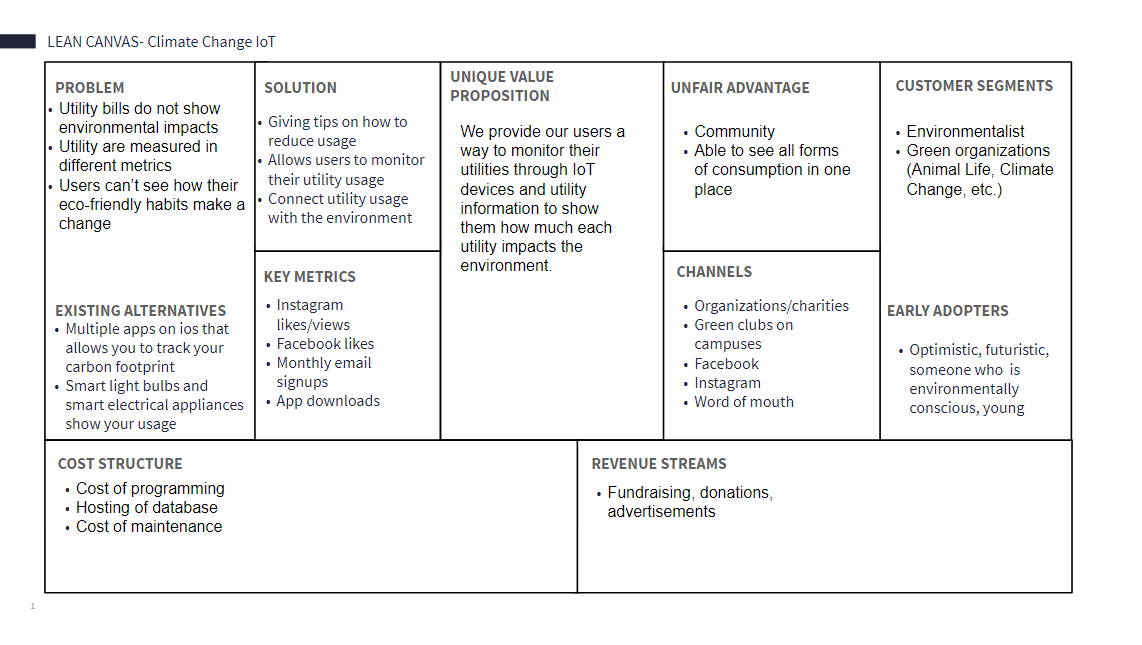 LEAN CANVAS- Climate Change IoT
PROBLEM
• Utility bills do not show
environmental impacts
• Utility are measured in
different metrics
• Users can’t see how their
eco-friendly habits make a
change
EXISTING ALTERNATIVES
• Multiple apps on ios that
allows you to track your
carbon footprint
• Smart light bulbs and
smart electrical appliances
show your usage
SOLUTION
• Giving tips on how to
reduce usage
• Allows users to monitor
their utility usage
• Connect utility usage
with the environment
KEY METRICS
• Instagram
likes/views
• Facebook likes
• Monthly email
signups
• App downloads
UNIQUE VALUE
PROPOSITION
We provide our users a
way to monitor their
utilities through IoT
devices and utility
information to show
them how much each
utility impacts the
environment.
UNFAIR ADVANTAGE
• Community
• Able to see all forms
of consumption in one
place
CHANNELS
• Organizations/charities
• Green clubs on
campuses
• Facebook
• Instagram
• Word of mouth
CUSTOMER SEGMENTS
• Environmentalist
• Green organizations
(Animal Life, Climate
Change, etc.)
EARLY ADOPTERS
• Optimistic, futuristic,
someone who is
environmentally
conscious, young
COST STRUCTURE
• Cost of programming
• Hosting of database
• Cost of maintenance
REVENUE STREAMS
• Fundraising, donations,
advertisements
1